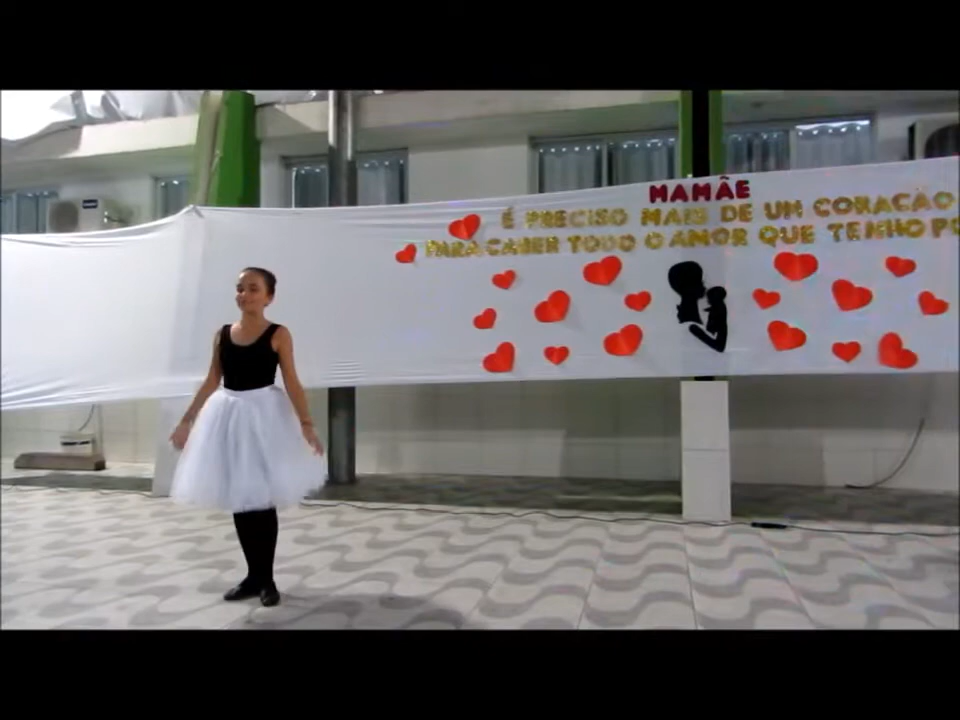 MAMÃE
É PRECISO MAIS DE UM CORAÇÃO
PARA CABER TODO O AMOR QUE TENHO